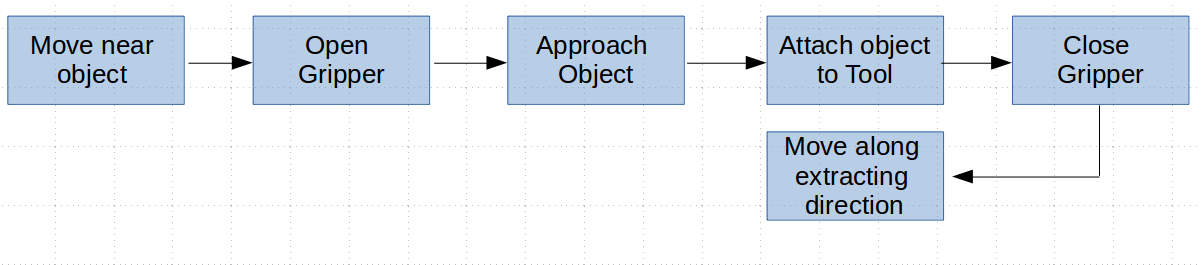 Move near
object
Open
Gripper
Approach
Object
Attach object
to Tool
Close
Gripper
Move along
extracting
direction